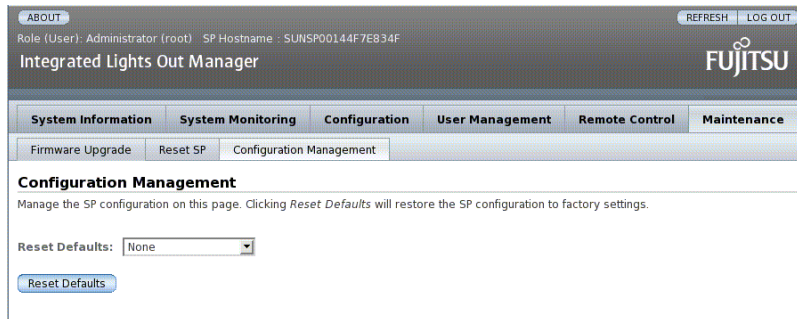 ABOUT REFRESH LOG OUT
Role (User): Administrator (root) SP Hostname : SUNSP00144F7E834F
Integrated Lights Out Manager
FUJITSU
System Information System Monitoring Configuration User Management Remote Control Maintenance
Firmware Upgrade Reset SP Configuration Management
Configuration Management
Manage the SP configuration on this page. Clicking Reset Defaults will restore the SP configuration to factory settings.
Reset Defaults: None
Reset Defaults